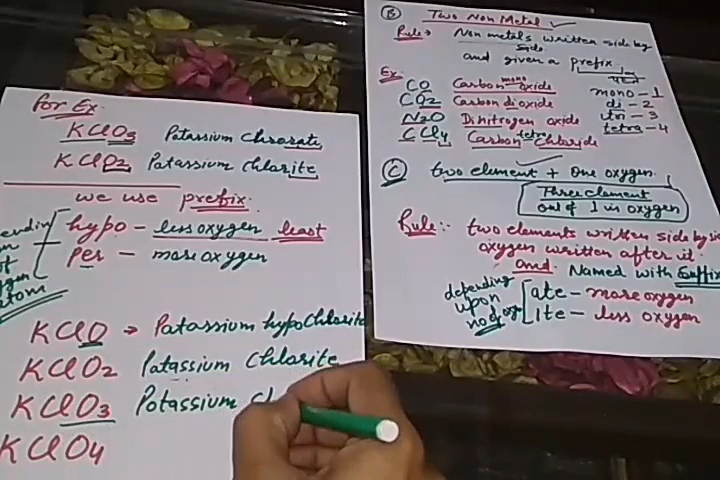 For Ex.
KClO3 Potassium Chlorate
KClO2 Potassium Chlorite
we use prefix.
hypo - less oxygen least
per - more oxygen
KClO → Potassium hypo Chlorite
KClO2 Potassium Chlorite
KClO3 Potassium
KClO4
B Two Non Metal
Rule → Non metals written side by
side
and given a prefix.
Ex
CO Carbon mono oxide mono - 1
CO2 Carbon dioxide di - 2
N2O Dinitrogen oxide tri - 3
CCl4 Carbon tetra Chloride tetra - 4
C two element + One oxygen.
Three element
out of 1 in oxygen
Rule :- two elements written side by si
oxygen written after it.
and Named with Suffix
depending upon no of
ate - more oxygen
ite - less oxygen